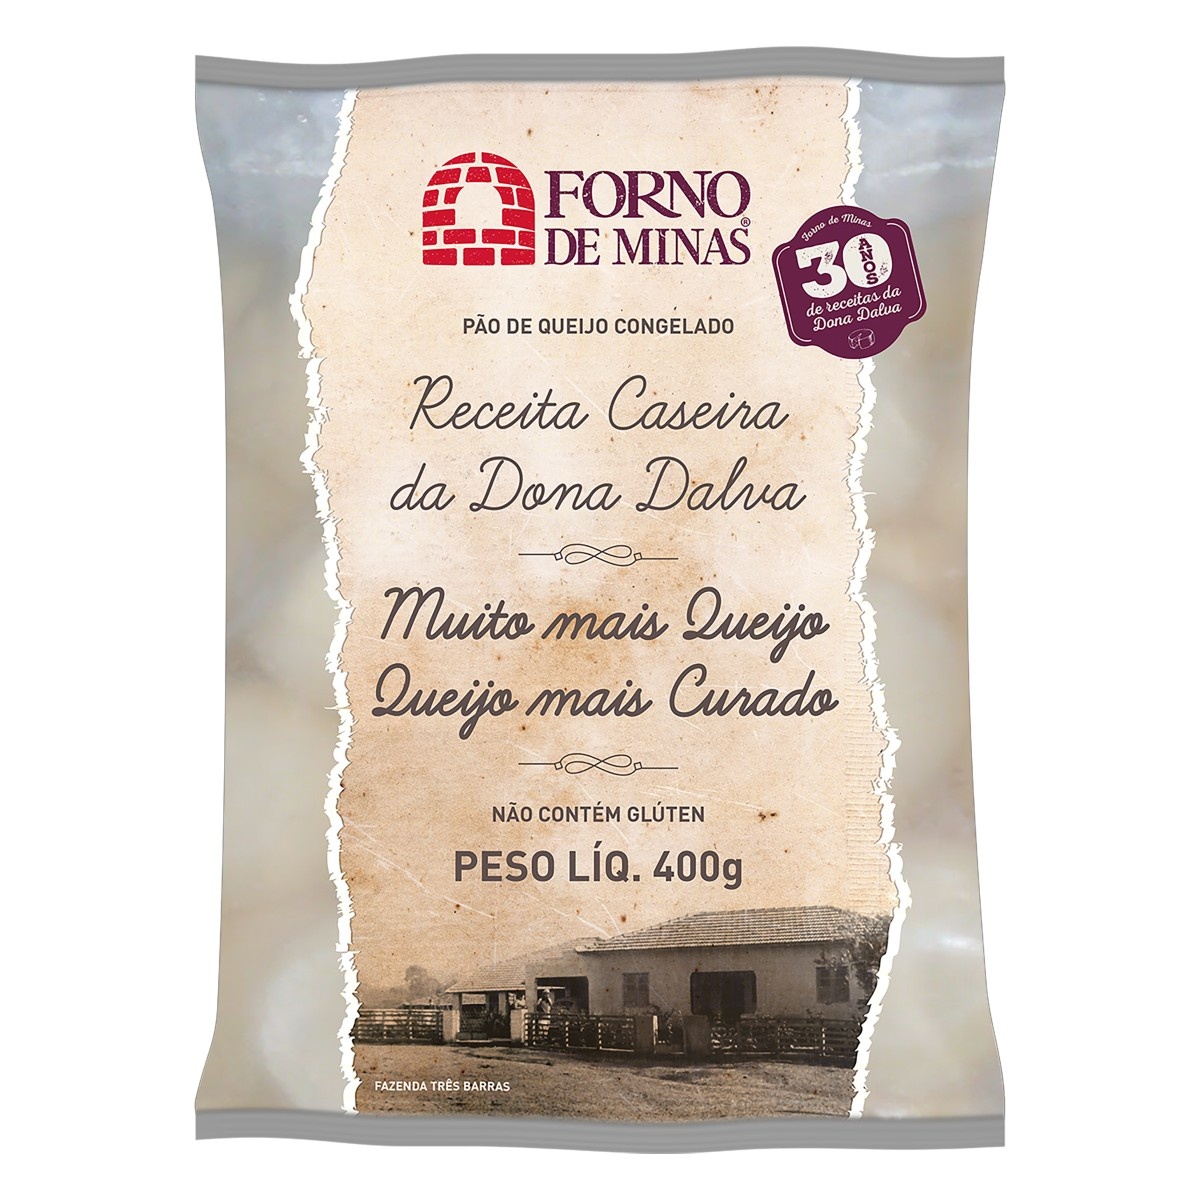 FORNO
DE MINAS®
Forno de Minas
30 ANOS
de receitas da
Dona Dalva
PÃO DE QUEIJO CONGELADO
Receita Caseira
da Dona Dalva
Muito mais Queijo
Queijo mais Curado
NÃO CONTÉM GLÚTEN
PESO LÍQ. 400g
FAZENDA TRÊS BARRAS